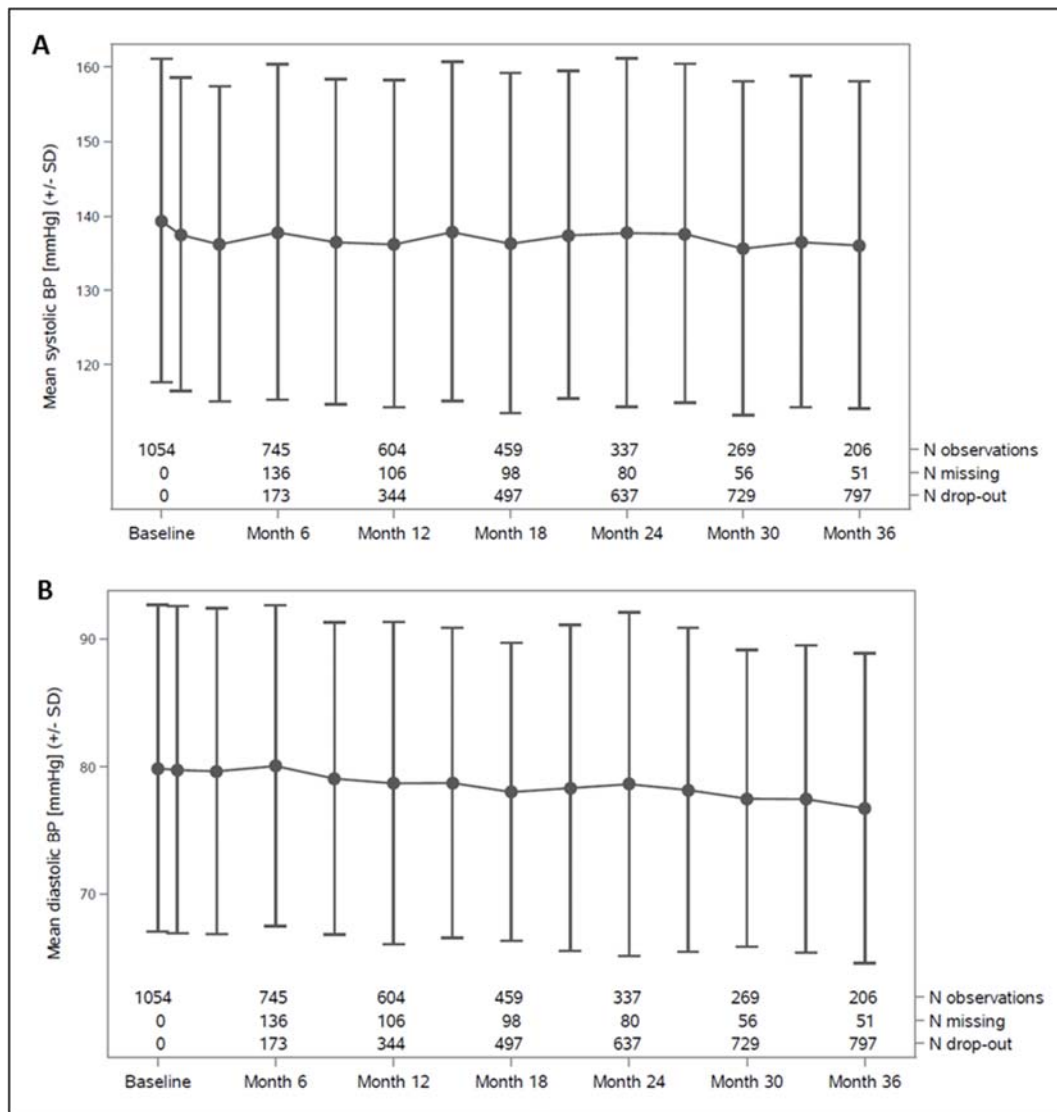 A
Mean systolic BP [mmHg] (+/- SD)
160
150
140
130
120
1054 745 604 459 337 269 206 N observations
0 136 106 98 80 56 51 N missing
0 173 344 497 637 729 797 N drop-out
Baseline Month 6 Month 12 Month 18 Month 24 Month 30 Month 36
B
Mean diastolic BP [mmHg] (+/- SD)
90
80
70
1054 745 604 459 337 269 206 N observations
0 136 106 98 80 56 51 N missing
0 173 344 497 637 729 797 N drop-out
Baseline Month 6 Month 12 Month 18 Month 24 Month 30 Month 36